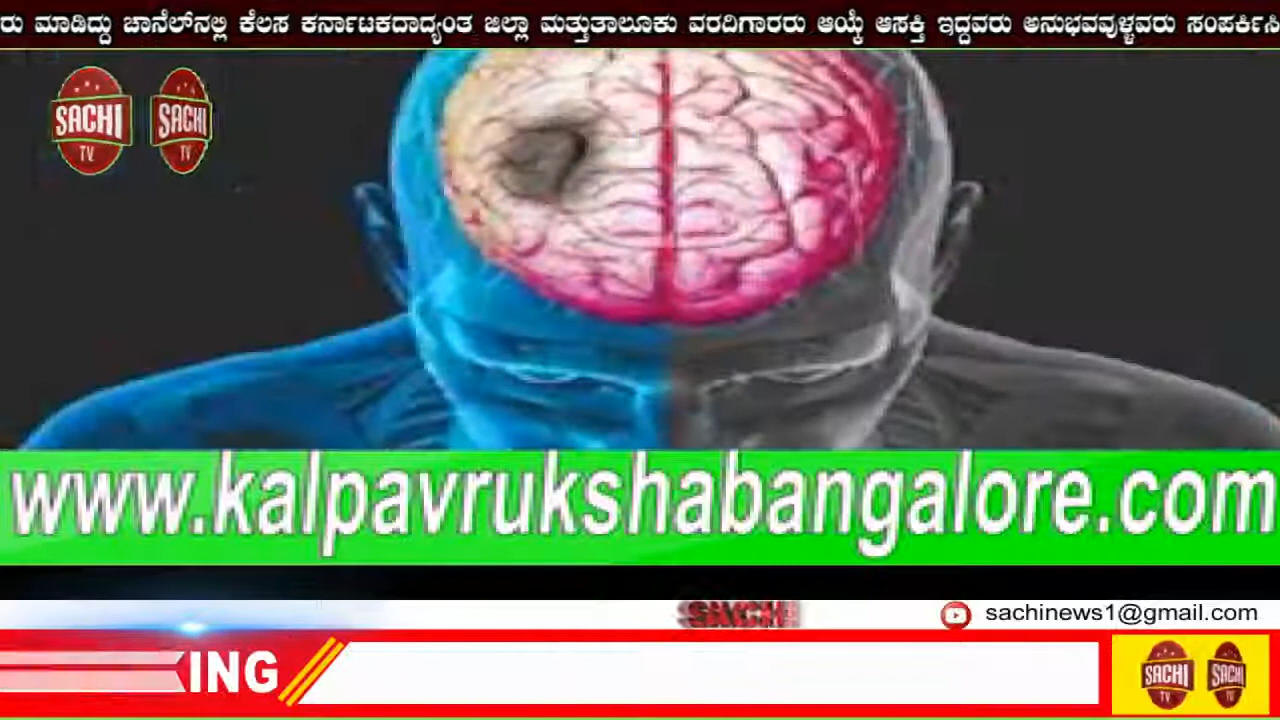 ರು ಮಾಡಿದ್ದು ಚಾನೆಲ್‌ನಲ್ಲಿ ಕೆಲಸ ಕರ್ನಾಟಕದಾದ್ಯಂತ ಜಿಲ್ಲಾ ಮತ್ತುತಾಲೂಕು ವರದಿಗಾರರು ಆಯ್ಕೆ ಆಸಕ್ತಿ ಇದ್ದವರು ಅನುಭವವುಳ್ಳವರು ಸಂಪರ್ಕಿಸಿ
SACHI SACHI
TV TV
www.kalpavrukshabangalore.com
SACHI
sachinews1@gmail.com
ING
SACHI SACHI
TV TV